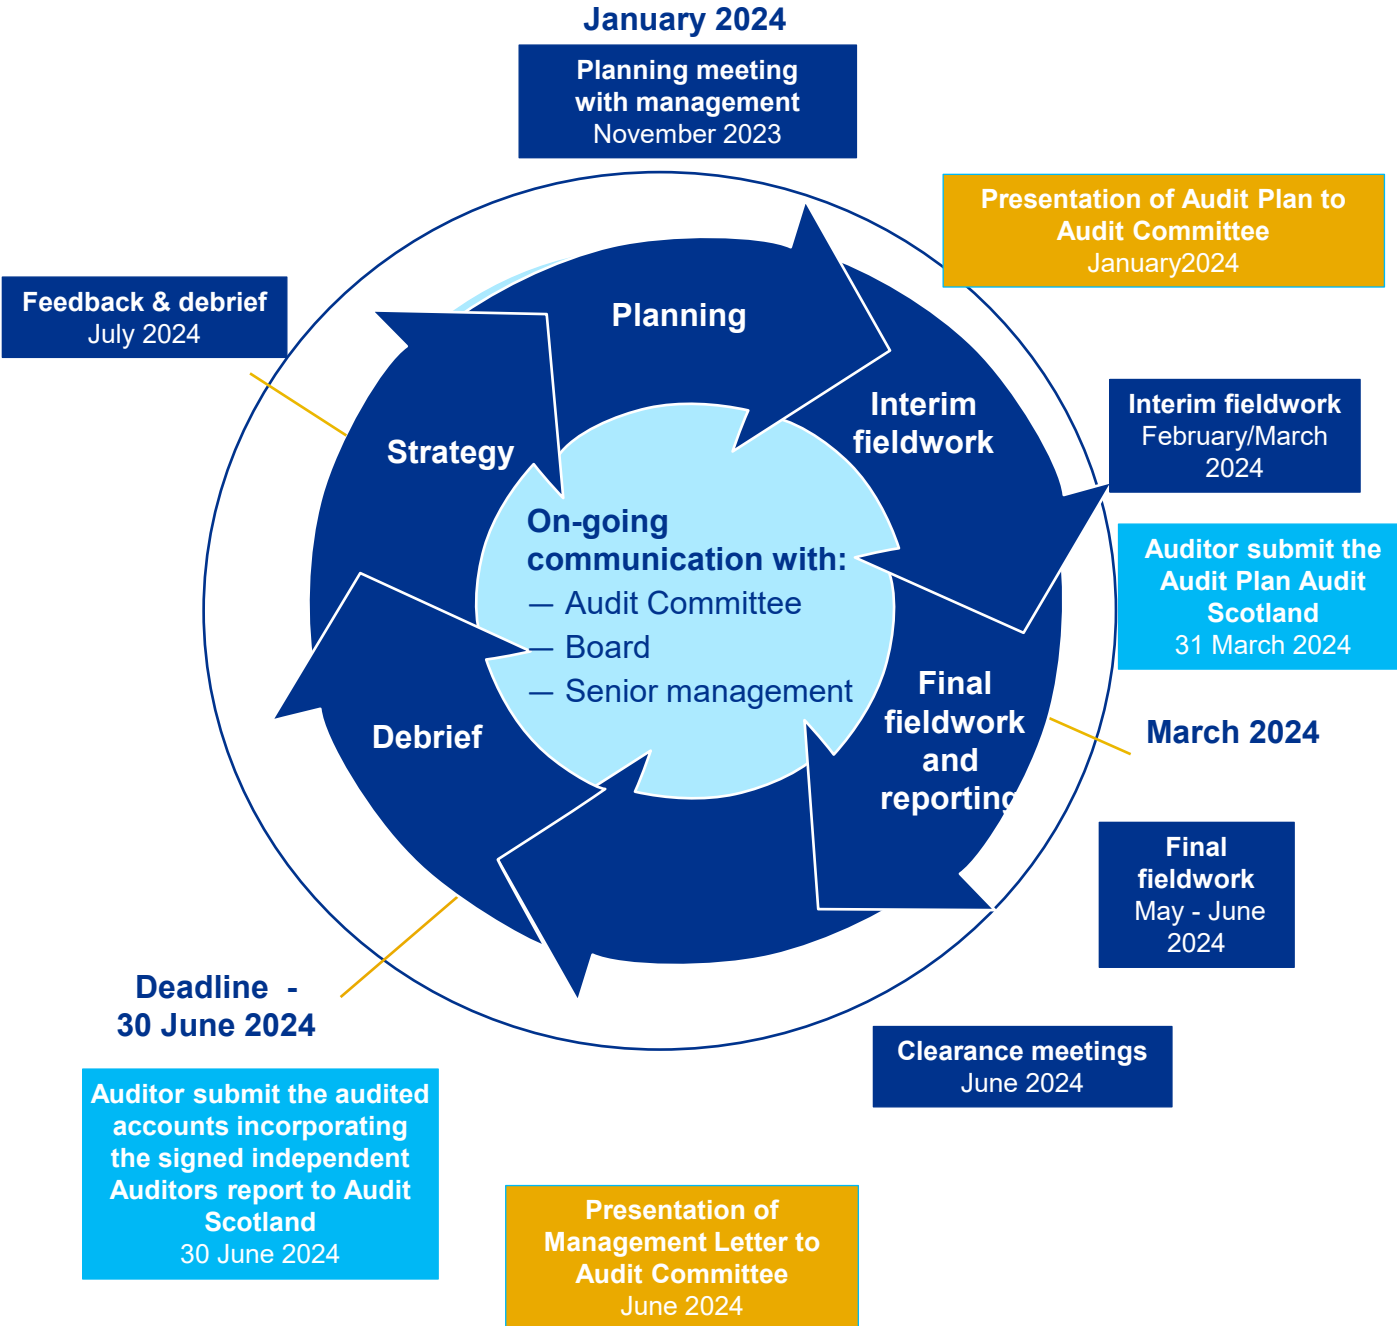 January 2024
Planning meeting
with management
November 2023
Presentation of Audit Plan to
Audit Committee
January2024
Feedback & debrief
July 2024
Planning
Interim
fieldwork
Strategy
Interim fieldwork
February/March
2024
On-going
communication with:
— Audit Committee
— Board
— Senior management
Auditor submit the
Audit Plan Audit
Scotland
31 March 2024
Final
fieldwork
and
reporting
Debrief
March 2024
Final
fieldwork
May - June
2024
Deadline -
30 June 2024
Clearance meetings
June 2024
Auditor submit the audited
accounts incorporating
the signed independent
Auditors report to Audit
Scotland
30 June 2024
Presentation of
Management Letter to
Audit Committee
June 2024